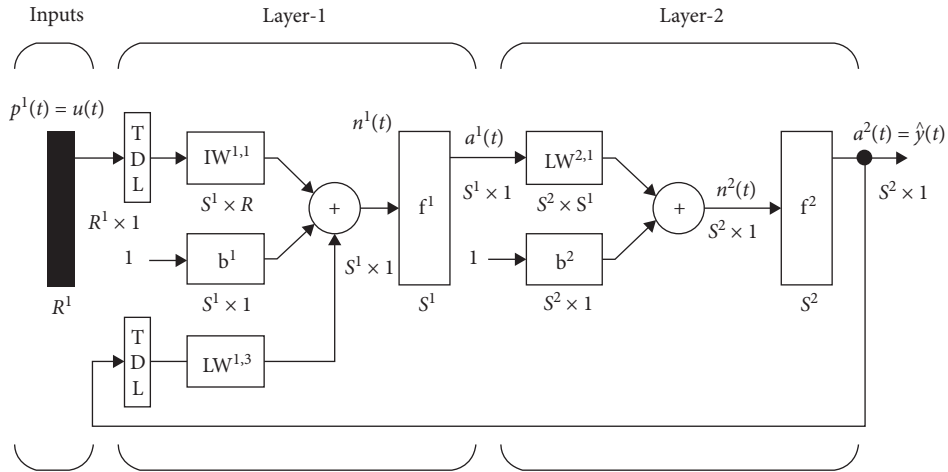 Inputs
Layer-1
Layer-2
p¹(t) = u(t)
R¹
R¹ × 1
T
D
L
IW¹,¹
S¹ × R
1
b¹
S¹ × 1
T
D
L
LW¹,³
+
S¹ × 1
n¹(t)
f¹
S¹
a¹(t)
S¹ × 1
LW²,¹
S² × S¹
1
b²
S² × 1
+
n²(t)
S² × 1
f²
S²
a²(t) = ŷ(t)
S² × 1